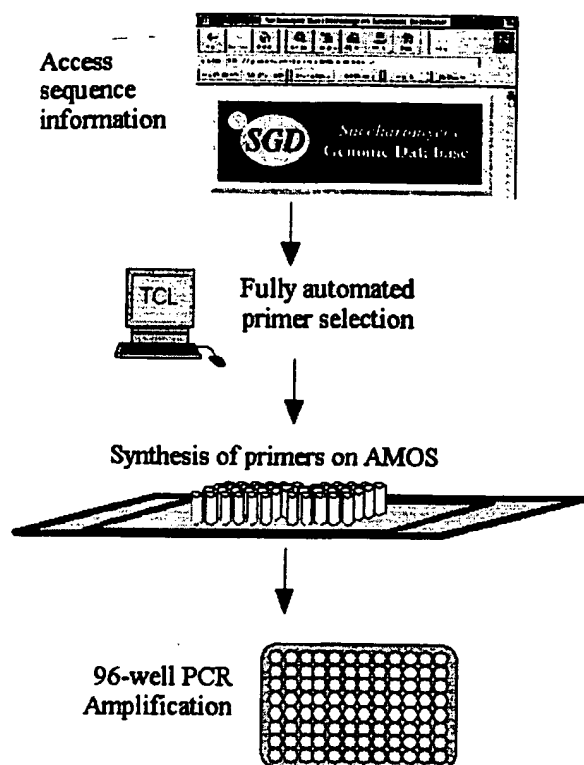 Access
sequence
information
SGD
Saccharomyces
Genomic Database
TCL
Fully automated
primer selection
Synthesis of primers on AMOS
96-well PCR
Amplification